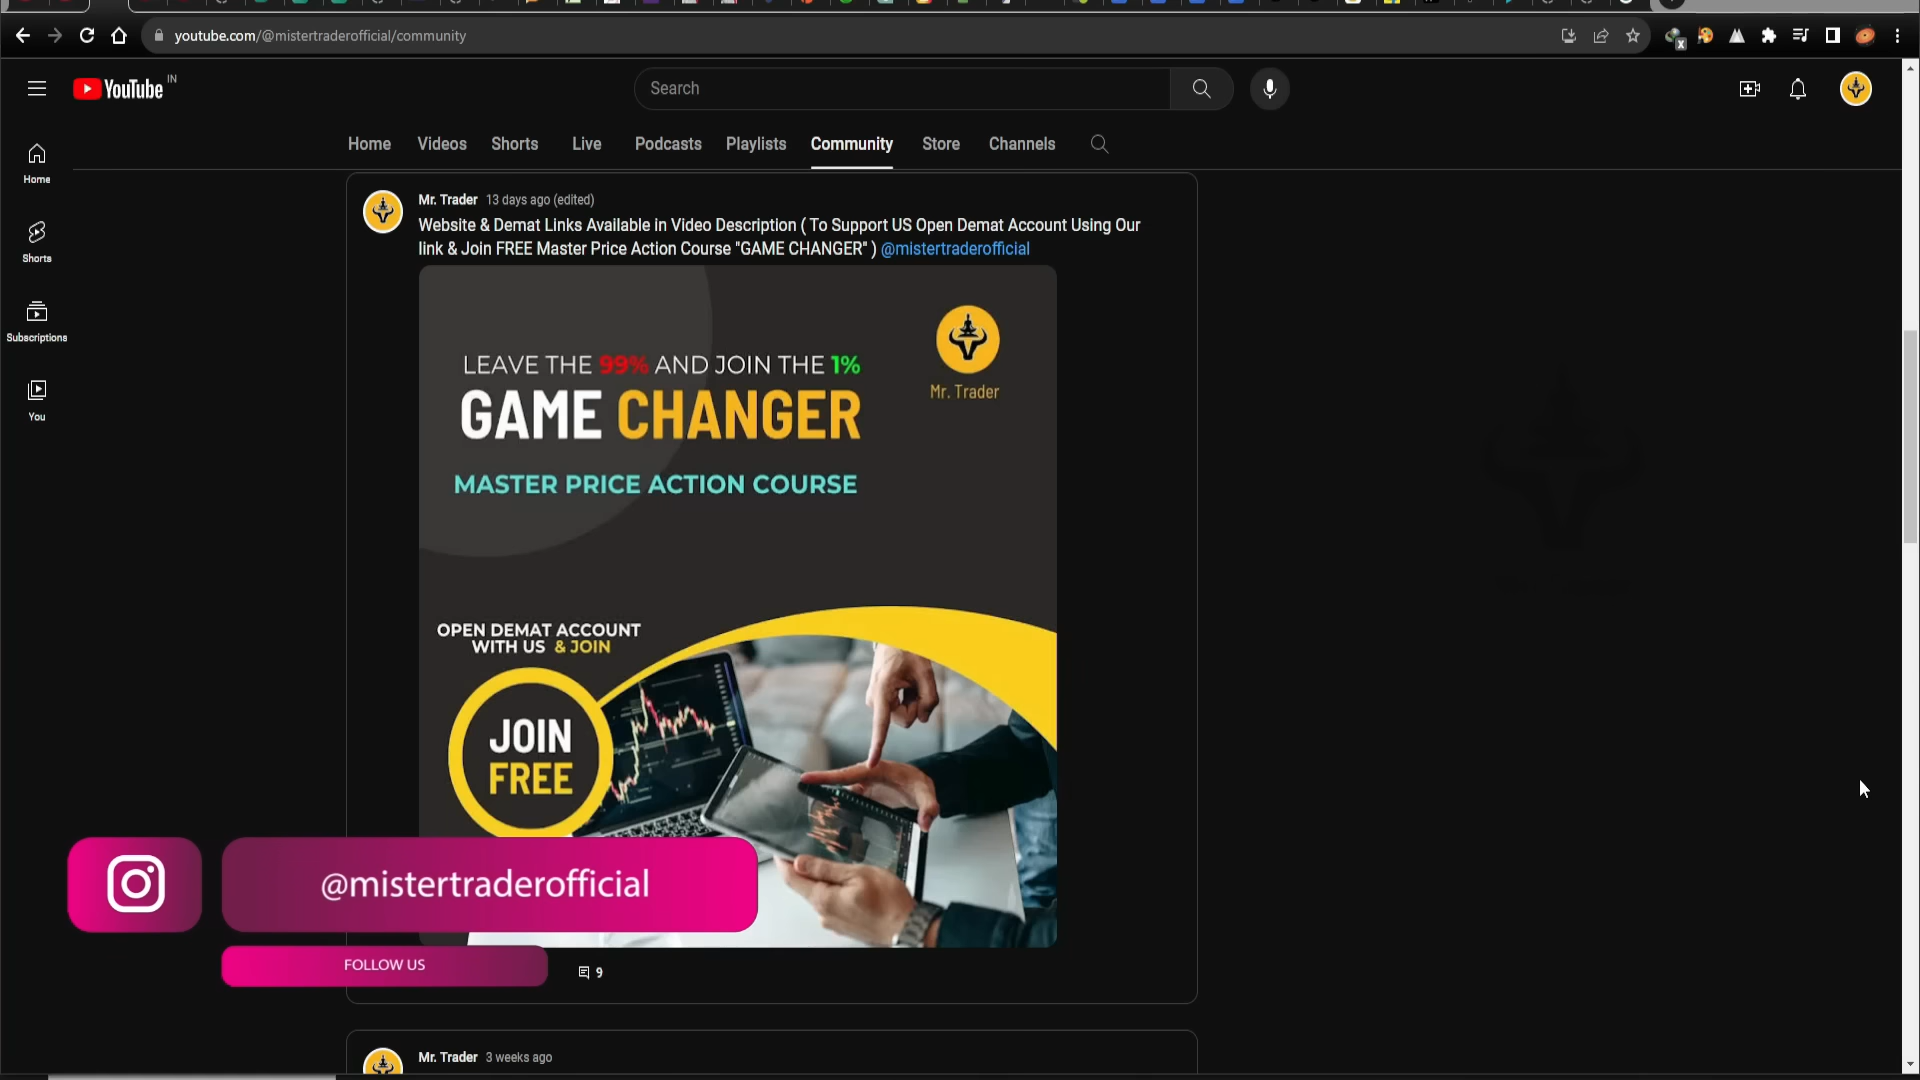 youtube.com/@mistertraderofficial/community
YouTube IN
Search
Home
Videos
Shorts
Live
Podcasts
Playlists
Community
Store
Channels
Home
Shorts
Subscriptions
You
Mr. Trader 13 days ago (edited)
Website & Demat Links Available in Video Description ( To Support US Open Demat Account Using Our
link & Join FREE Master Price Action Course "GAME CHANGER" ) @mistertraderofficial
Mr. Trader
LEAVE THE 99% AND JOIN THE 1%
GAME CHANGER
MASTER PRICE ACTION COURSE
OPEN DEMAT ACCOUNT
WITH US & JOIN
JOIN
FREE
@mistertraderofficial
FOLLOW US
9
Mr. Trader 3 weeks ago